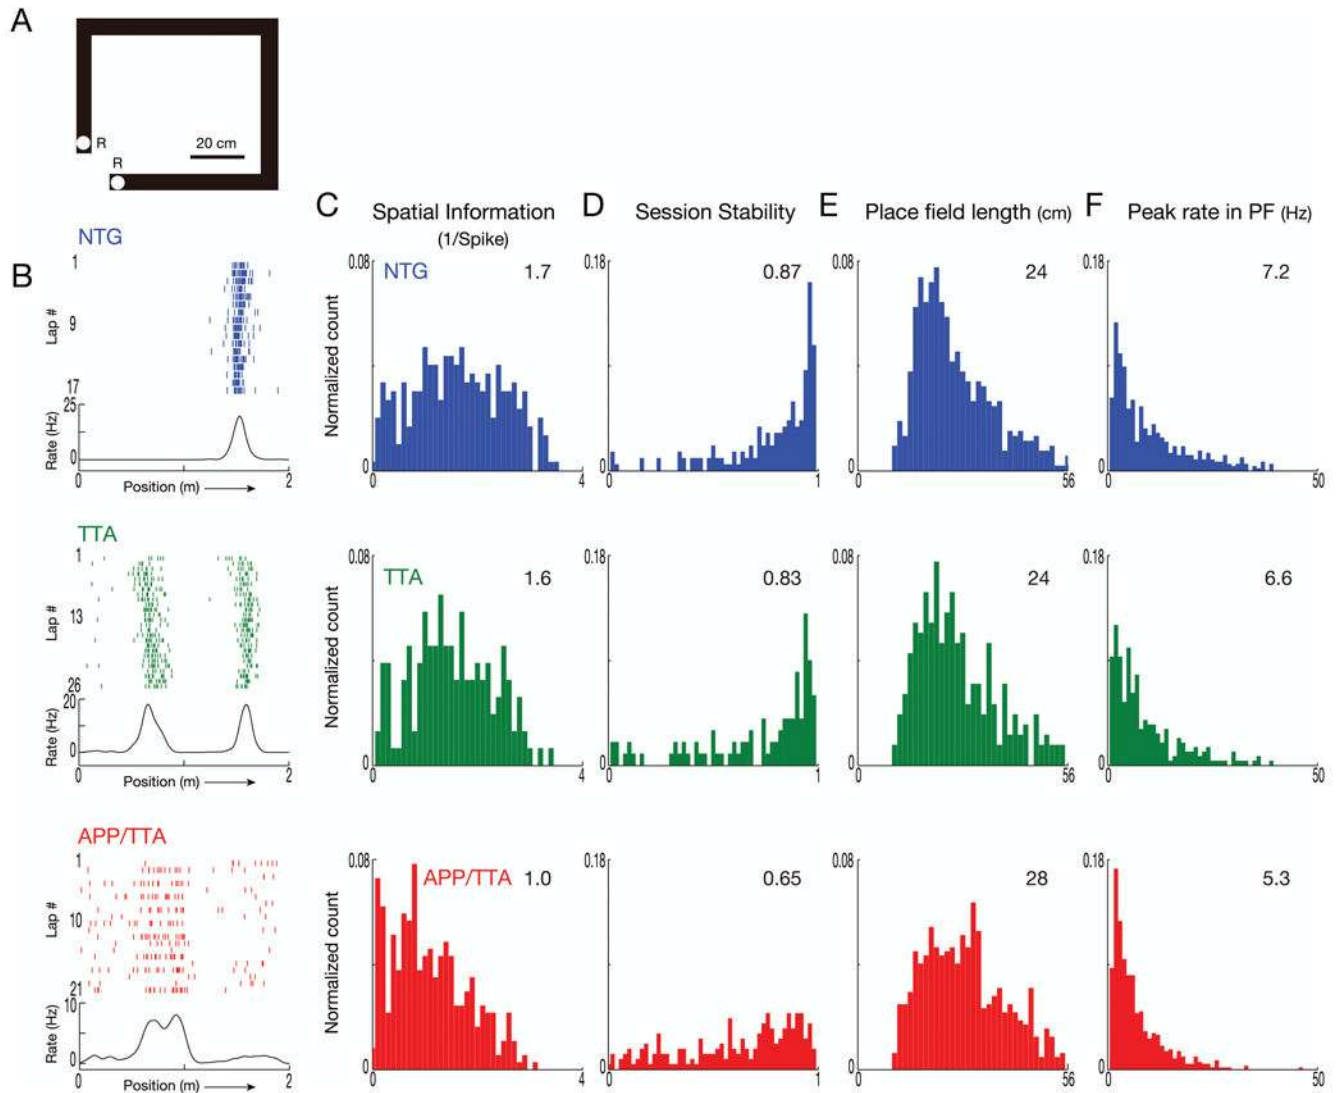 A
R
R
20 cm
C
Spatial Information
(1/Spike)
D
Session Stability
E
Place field length (cm)
F
Peak rate in PF (Hz)
B
NTG
1
9
17
Lap #
25
0
Rate (Hz)
0
Position (m)
2
NTG
1.7
0.08
0
Normalized count
0
4
0.87
0.18
0
0
1
24
0.08
0
0
56
7.2
0.18
0
0
50
TTA
1
13
26
Lap #
20
0
Rate (Hz)
0
Position (m)
2
TTA
1.6
0.08
0
Normalized count
0
4
0.83
0.18
0
0
1
24
0.08
0
0
56
6.6
0.18
0
0
50
APP/TTA
1
10
21
Lap #
10
0
Rate (Hz)
0
Position (m)
2
APP/TTA
1.0
0.08
0
Normalized count
0
4
0.65
0.18
0
0
1
28
0.08
0
0
56
5.3
0.18
0
0
50